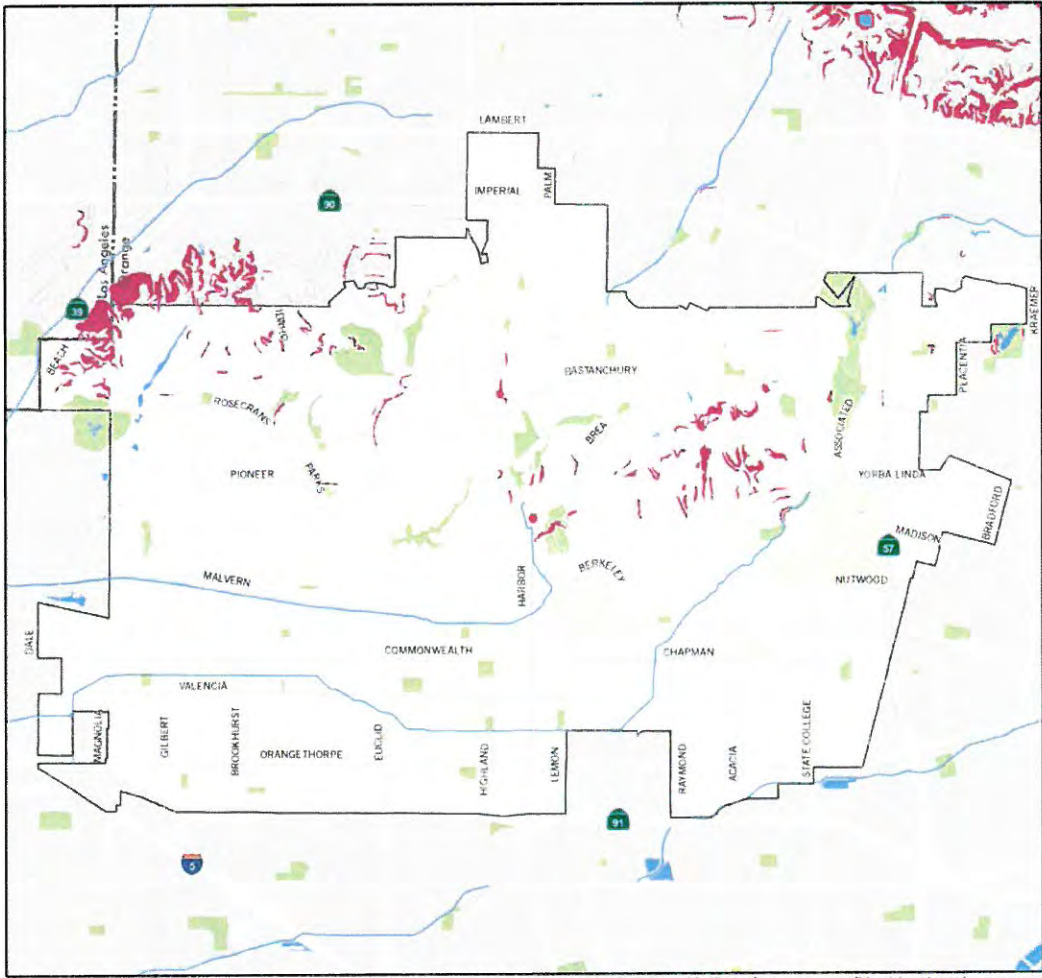 LAMBERT
IMPERIAL
PALM
90
Los Angeles
Orange
39
BEACH
IDAHO
KRAEMER
PLACENTIA
BASTANCHURY
ROSECRANS
BREA
ASSOCIATED
PIONEER
PARKS
YORBA LINDA
BRADFORD
MADISON
57
MALVERN
HARBOR
BERKELEY
NUTWOOD
DALE
COMMONWEALTH
CHAPMAN
VALENCIA
MAGNOLIA
GILBERT
BROOKHURST
ORANGETHORPE
EUCLID
HIGHLAND
LEMON
RAYMOND
ACACIA
STATE COLLEGE
91
5